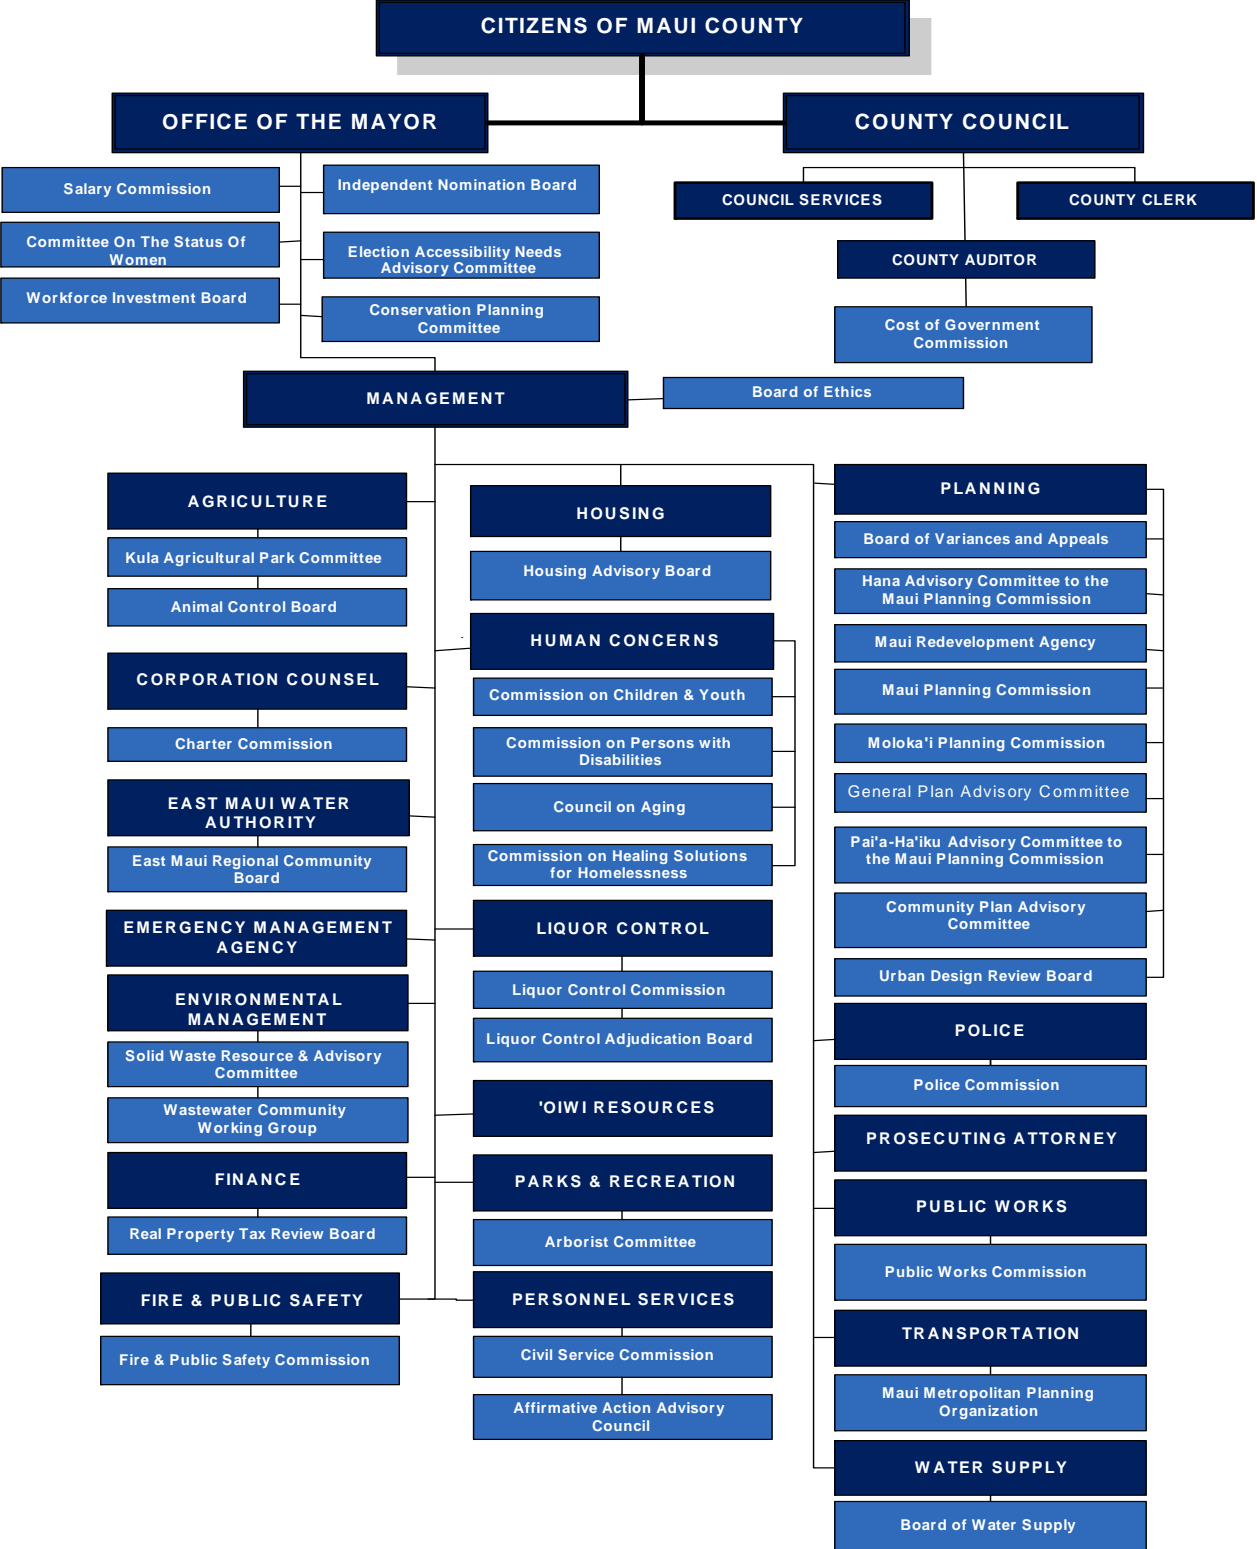 CITIZENS OF MAUI COUNTY
OFFICE OF THE MAYOR
COUNTY COUNCIL
Salary Commission
Independent Nomination Board
Committee On The Status Of
Women
Election Accessibility Needs
Advisory Committee
Workforce Investment Board
Conservation Planning
Committee
COUNCIL SERVICES
COUNTY CLERK
COUNTY AUDITOR
Cost of Government
Commission
MANAGEMENT
Board of Ethics
AGRICULTURE
Kula Agricultural Park Committee
Animal Control Board
CORPORATION COUNSEL
Charter Commission
EAST MAUI WATER
AUTHORITY
East Maui Regional Community
Board
EMERGENCY MANAGEMENT
AGENCY
ENVIRONMENTAL
MANAGEMENT
Solid Waste Resource & Advisory
Committee
Wastewater Community
Working Group
FINANCE
Real Property Tax Review Board
FIRE & PUBLIC SAFETY
Fire & Public Safety Commission
HOUSING
Housing Advisory Board
HUMAN CONCERNS
Commission on Children & Youth
Commission on Persons with
Disabilities
Council on Aging
Commission on Healing Solutions
for Homelessness
LIQUOR CONTROL
Liquor Control Commission
Liquor Control Adjudication Board
'OIWI RESOURCES
PARKS & RECREATION
Arborist Committee
PERSONNEL SERVICES
Civil Service Commission
Affirmative Action Advisory
Council
PLANNING
Board of Variances and Appeals
Hana Advisory Committee to the
Maui Planning Commission
Maui Redevelopment Agency
Maui Planning Commission
Moloka'i Planning Commission
General Plan Advisory Committee
Pai'a-Ha'iku Advisory Committee to
the Maui Planning Commission
Community Plan Advisory
Committee
Urban Design Review Board
POLICE
Police Commission
PROSECUTING ATTORNEY
PUBLIC WORKS
Public Works Commission
TRANSPORTATION
Maui Metropolitan Planning
Organization
WATER SUPPLY
Board of Water Supply